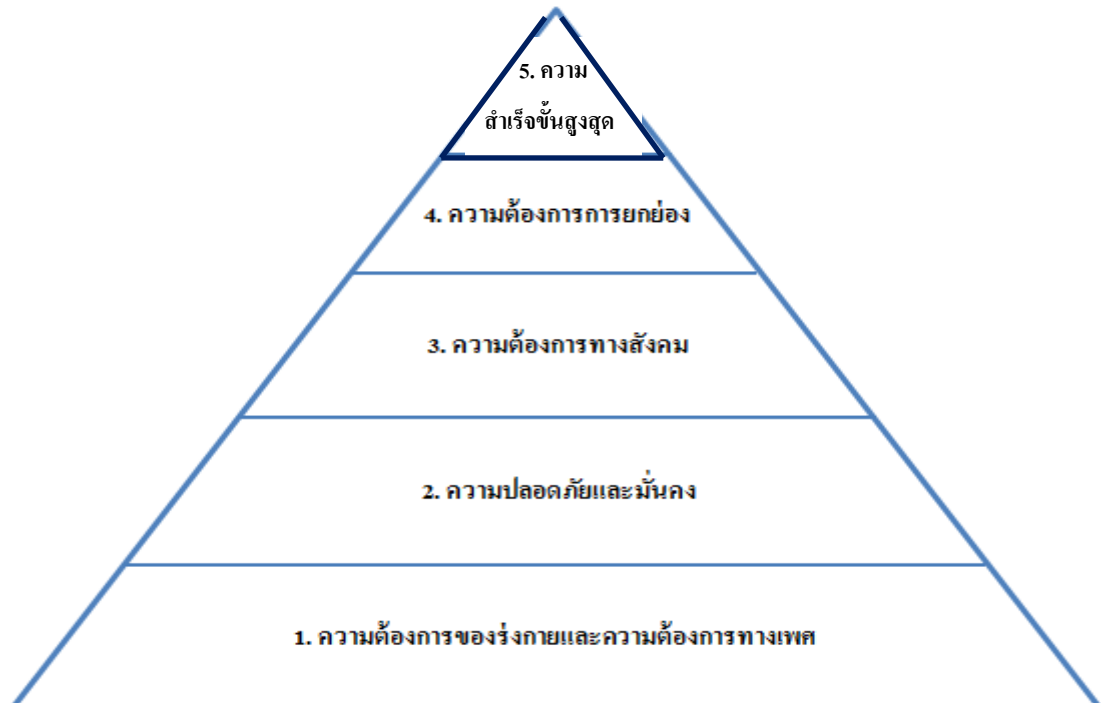 5. ความ
สำเร็จขั้นสูงสุด
4. ความต้องการการยกย่อง
3. ความต้องการทางสังคม
2. ความปลอดภัยและมั่นคง
1. ความต้องการของร่งกายและความต้องการทางเพศ